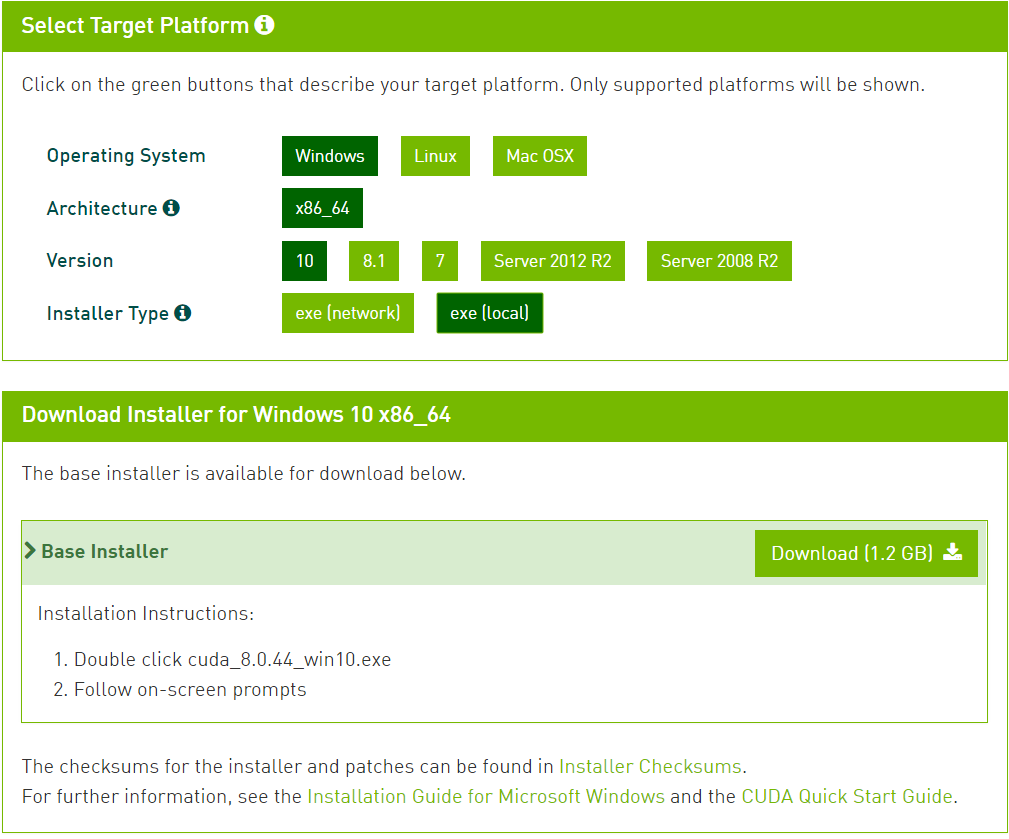 Select Target Platform
Click on the green buttons that describe your target platform. Only supported platforms will be shown.
Operating System Windows Linux Mac OSX
Architecture x86_64
Version 10 8.1 7 Server 2012 R2 Server 2008 R2
Installer Type exe (network) exe (local)
Download Installer for Windows 10 x86_64
The base installer is available for download below.
Base Installer Download (1.2 GB)
Installation Instructions:
1. Double click cuda_8.0.44_win10.exe
2. Follow on-screen prompts
The checksums for the installer and patches can be found in Installer Checksums.
For further information, see the Installation Guide for Microsoft Windows and the CUDA Quick Start Guide.